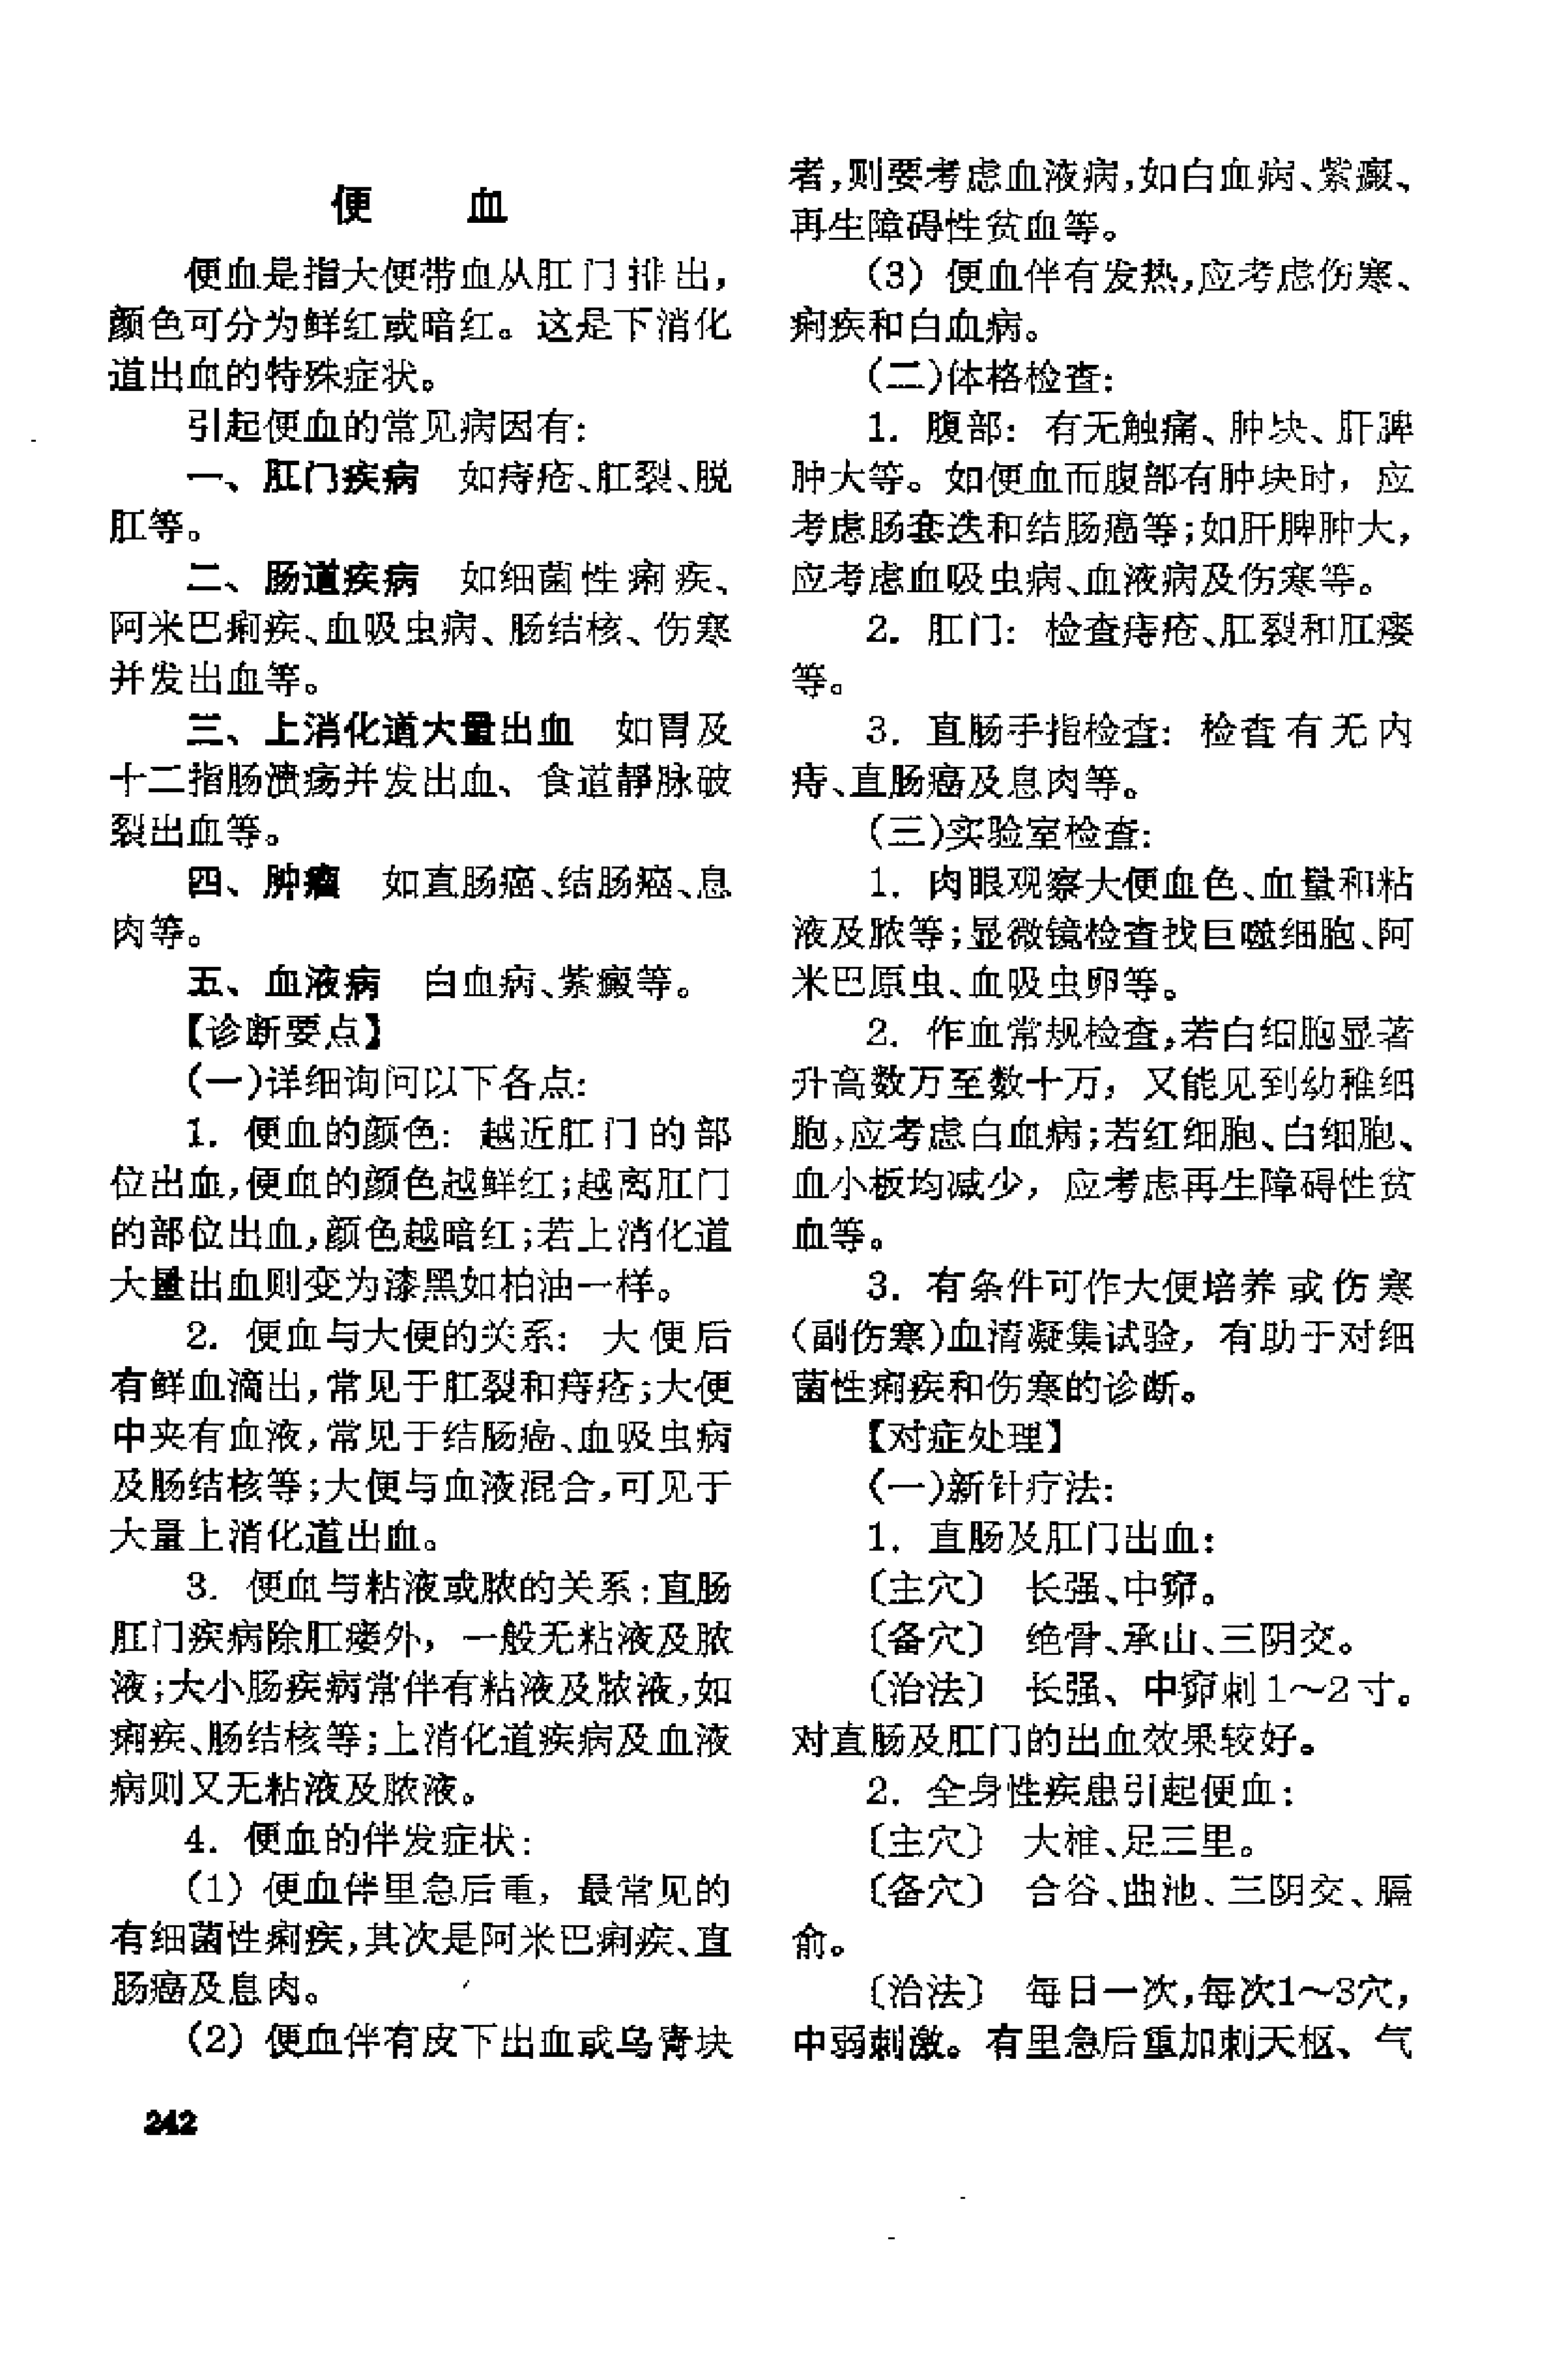 便 血
便血是指大便带血从肛门排出，
颜色可分为鲜红或暗红。这是下消化
道出血的特殊症状。
引起便血的常见病因有：
一、肛门疾病 如痔疮、肛裂、脱
肛等。
二、肠道疾病 如细菌性痢疾、
阿米巴痢疾、血吸虫病、肠结核、伤寒
并发出血等。
三、上消化道大量出血 如胃及
十二指肠溃疡并发出血、食道静脉破
裂出血等。
四、肿瘤 如直肠癌、结肠癌、息
肉等。
五、血液病 白血病、紫癜等。
【诊断要点】
(一)详细询问以下各点：
1. 便血的颜色：越近肛门的部
位出血，便血的颜色越鲜红；越离肛门
的部位出血，颜色越暗红；若上消化道
大量出血则变为漆黑如柏油一样。
2. 便血与大便的关系：大便后
有鲜血滴出，常见于肛裂和痔疮；大便
中夹有血液，常见于结肠癌、血吸虫病
及肠结核等；大便与血液混合，可见于
大量上消化道出血。
3. 便血与粘液或脓的关系：直肠
肛门疾病除肛瘘外，一般无粘液及脓
液；大小肠疾病常伴有粘液及脓液，如
痢疾、肠结核等；上消化道疾病及血液
病则又无粘液及脓液。
4. 便血的伴发症状：
(1) 便血伴里急后重，最常见的
有细菌性痢疾，其次是阿米巴痢疾、直
肠癌及息肉。
(2) 便血伴有皮下出血或乌青块
者，则要考虑血液病，如白血病、紫癜、
再生障碍性贫血等。
(3) 便血伴有发热，应考虑伤寒、
痢疾和白血病。
(二)体格检查：
1. 腹部：有无触痛、肿块、肝脾
肿大等。如便血而腹部有肿块时，应
考虑肠套迭和结肠癌等；如肝脾肿大，
应考虑血吸虫病、血液病及伤寒等。
2. 肛门：检查痔疮、肛裂和肛瘘
等。
3. 直肠手指检查：检查有无内
痔、直肠癌及息肉等。
(三)实验室检查：
1. 肉眼观察大便血色、血量和粘
液及脓等；显微镜检查找巨噬细胞、阿
米巴原虫、血吸虫卵等。
2. 作血常规检查，若白细胞显著
升高数万至数十万，又能见到幼稚细
胞，应考虑白血病；若红细胞、白细胞、
血小板均减少，应考虑再生障碍性贫
血等。
3. 有条件可作大便培养或伤寒
(副伤寒)血清凝集试验，有助于对细
菌性痢疾和伤寒的诊断。
【对症处理】
(一)新针疗法：
1. 直肠及肛门出血：
〔主穴〕 长强、中窌。
〔备穴〕 绝骨、承山、三阴交。
〔治法〕 长强、中窌刺1～2寸。
对直肠及肛门的出血效果较好。
2. 全身性疾患引起便血：
〔主穴〕 大椎、足三里。
〔备穴〕 合谷、曲池、三阴交、膈
俞。
〔治法〕 每日一次，每次1～3穴，
中弱刺激。有里急后重加刺天枢、气
242